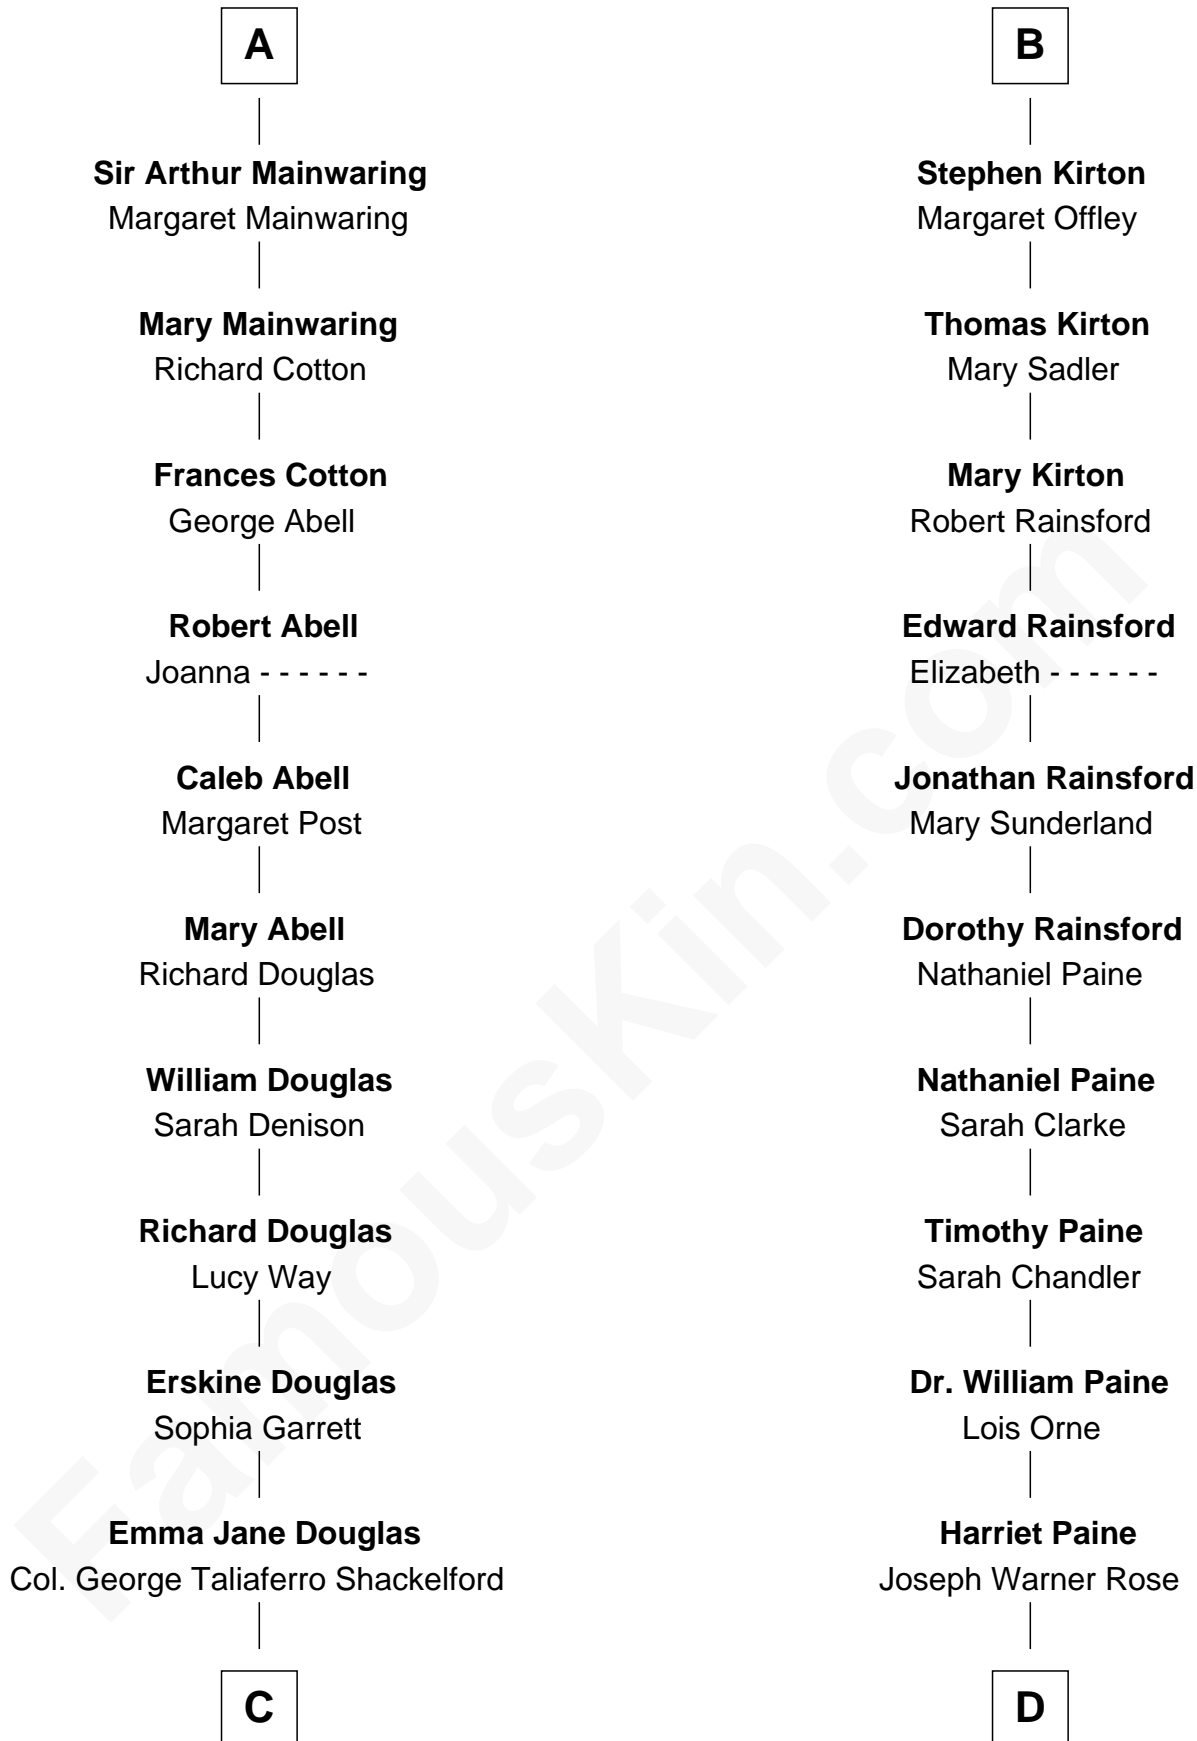 A
Sir Arthur Mainwaring
Margaret Mainwaring
Mary Mainwaring
Richard Cotton
Frances Cotton
George Abell
Robert Abell
Joanna - - - - - -
Caleb Abell
Margaret Post
Mary Abell
Richard Douglas
William Douglas
Sarah Denison
Richard Douglas
Lucy Way
Erskine Douglas
Sophia Garrett
Emma Jane Douglas
Col. George Taliaferro Shackelford
C
B
Stephen Kirton
Margaret Offley
Thomas Kirton
Mary Sadler
Mary Kirton
Robert Rainsford
Edward Rainsford
Elizabeth - - - - - -
Jonathan Rainsford
Mary Sunderland
Dorothy Rainsford
Nathaniel Paine
Nathaniel Paine
Sarah Clarke
Timothy Paine
Sarah Chandler
Dr. William Paine
Lois Orne
Harriet Paine
Joseph Warner Rose
D
FamousKin.com